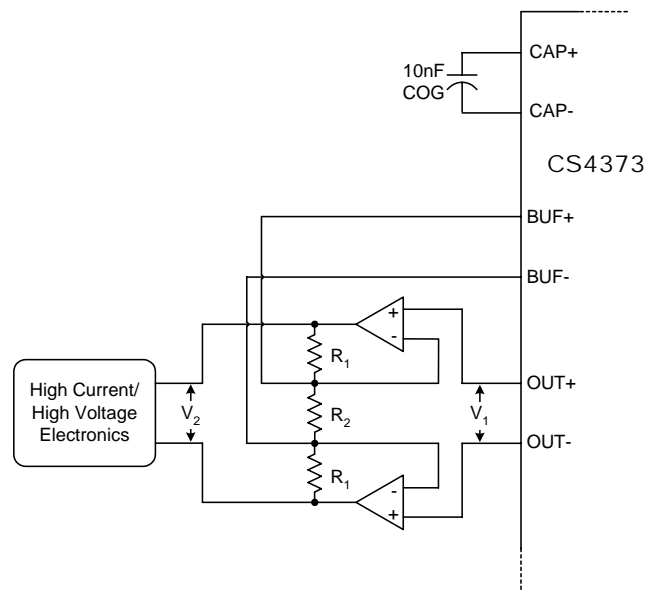 CAP+
10nF
COG
CAP-
CS4373
BUF+
BUF-
+
-
R1
High Current/
High Voltage
Electronics
V2
R2
V1
OUT+
OUT-
R1
-
+